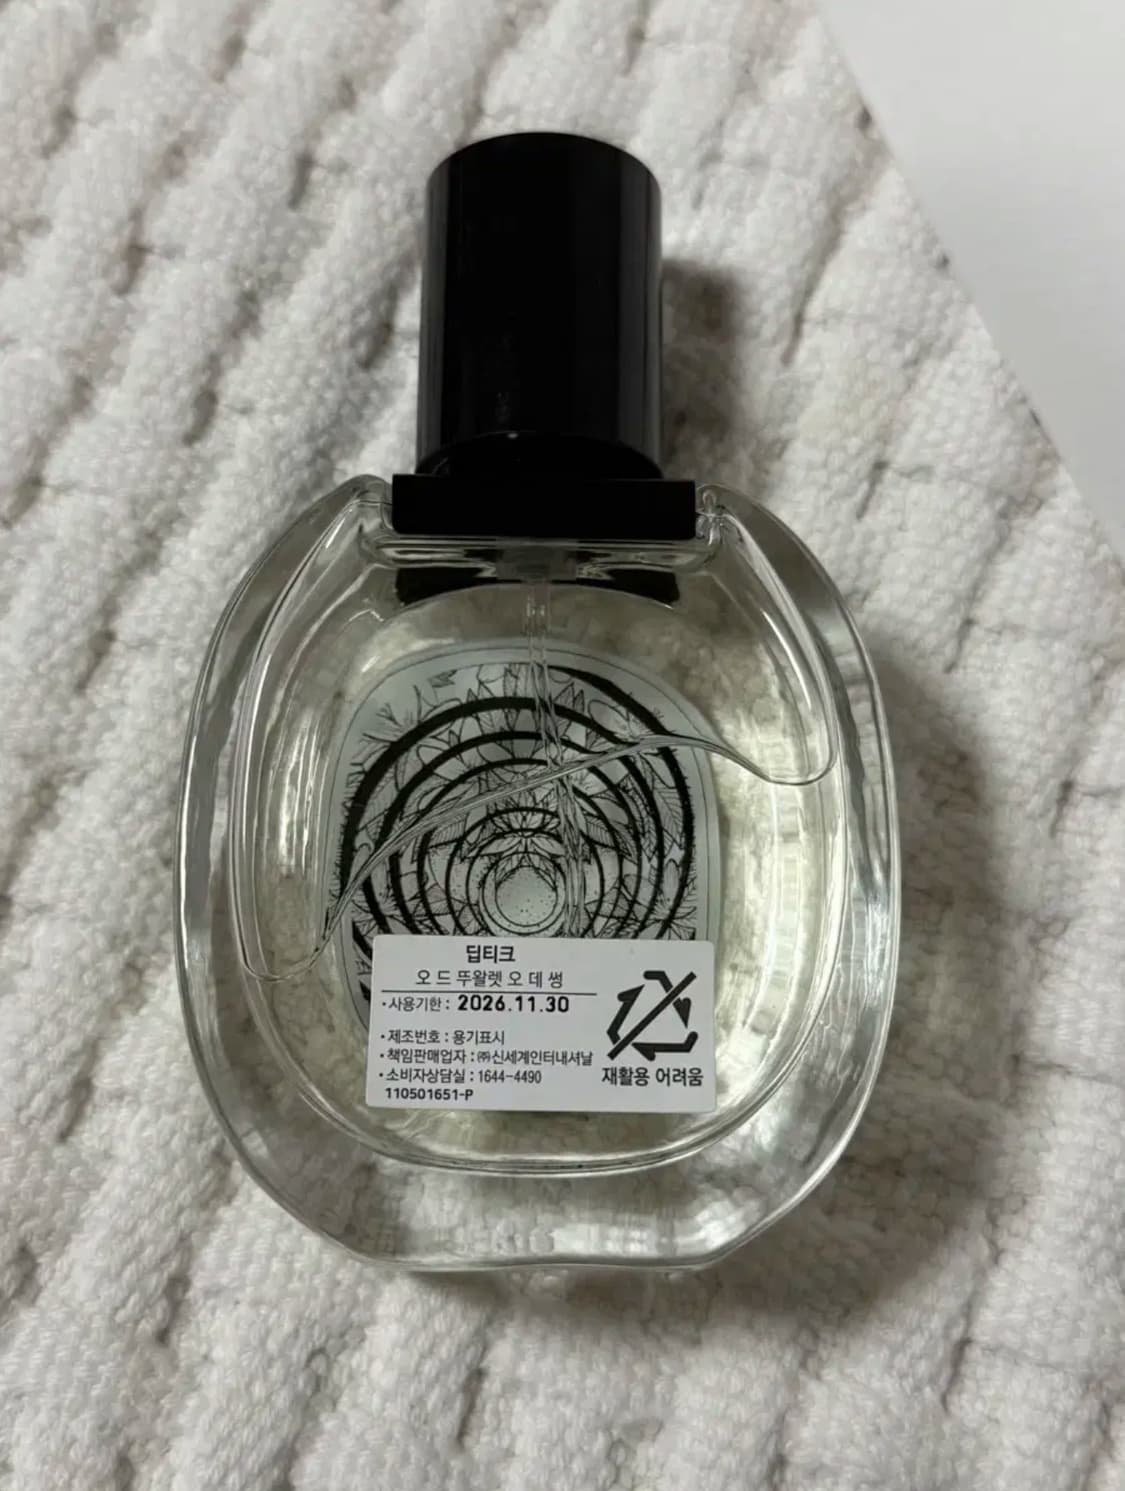 딥티크
오 드 뚜왈렛 오 데 썽
・사용기한 : 2026.11.30
・제조번호 : 용기표시
・책임판매업자 : ㈜신세계인터내셔날
・소비자상담실 : 1644-4490
110501651-P
재활용 어려움